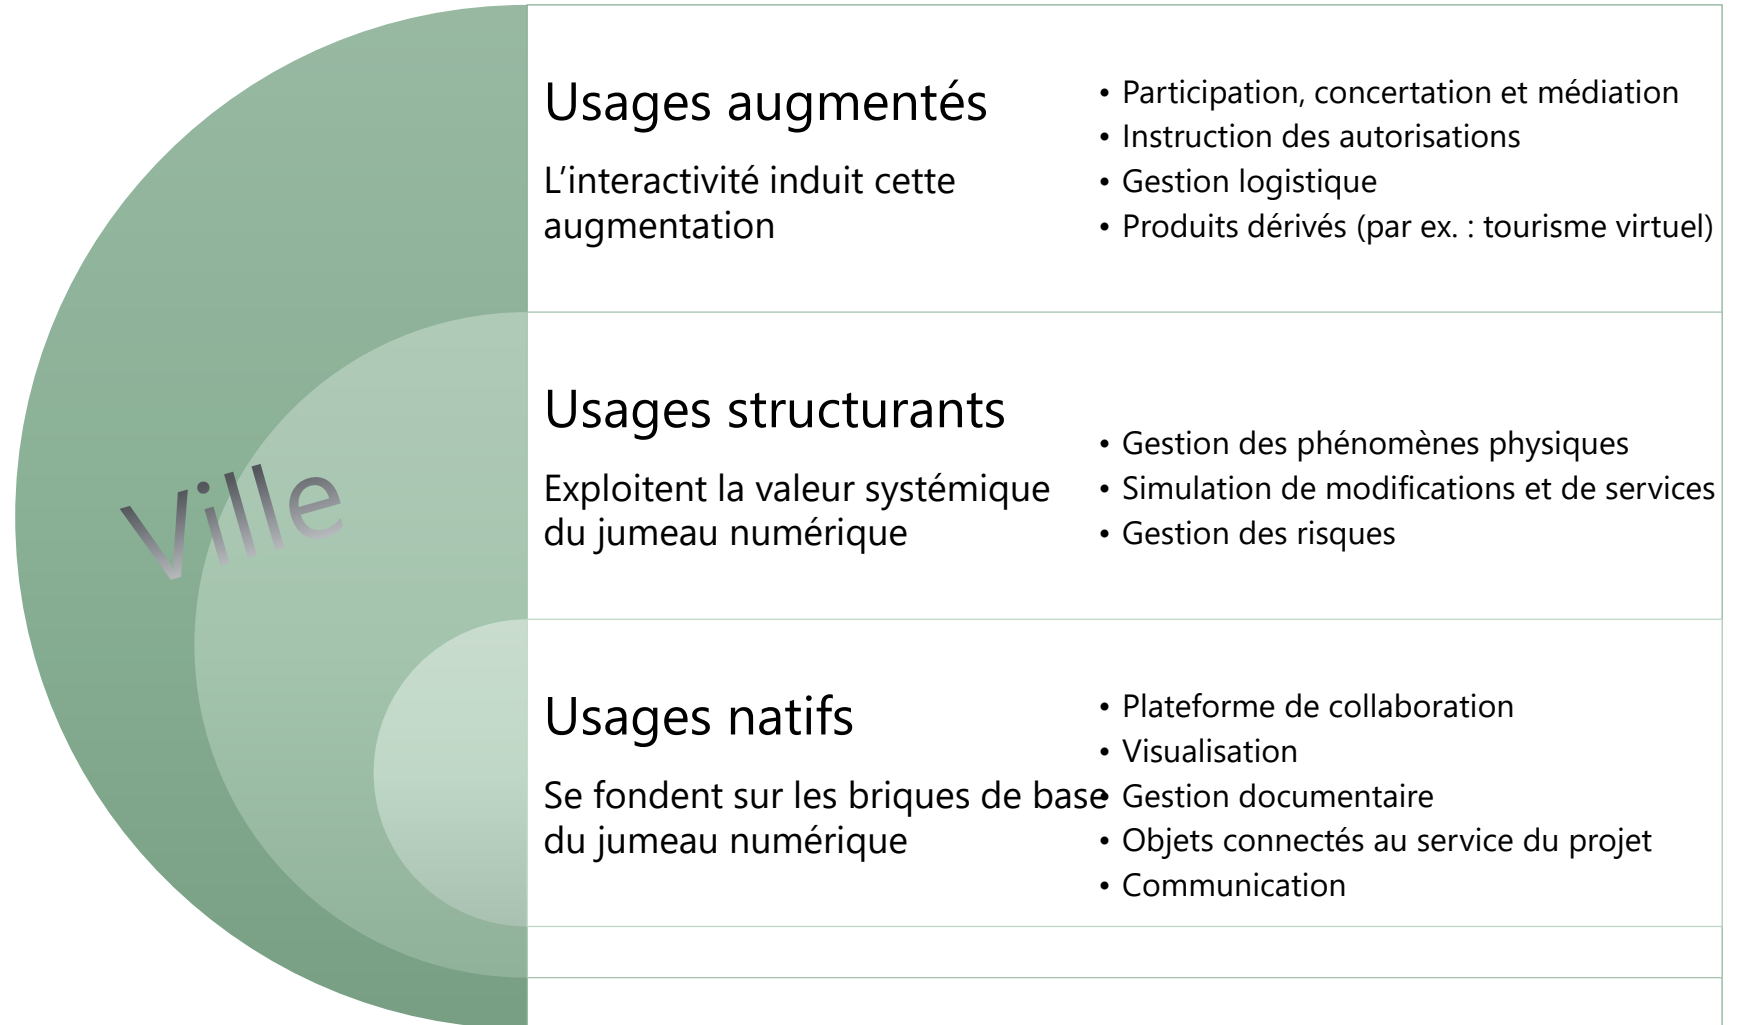 Ville
Usages augmentés
L’interactivité induit cette
augmentation
• Participation, concertation et médiation
• Instruction des autorisations
• Gestion logistique
• Produits dérivés (par ex. : tourisme virtuel)
Usages structurants
Exploitent la valeur systémique
du jumeau numérique
• Gestion des phénomènes physiques
• Simulation de modifications et de services
• Gestion des risques
Usages natifs
Se fondent sur les briques de base
du jumeau numérique
• Plateforme de collaboration
• Visualisation
• Gestion documentaire
• Objets connectés au service du projet
• Communication